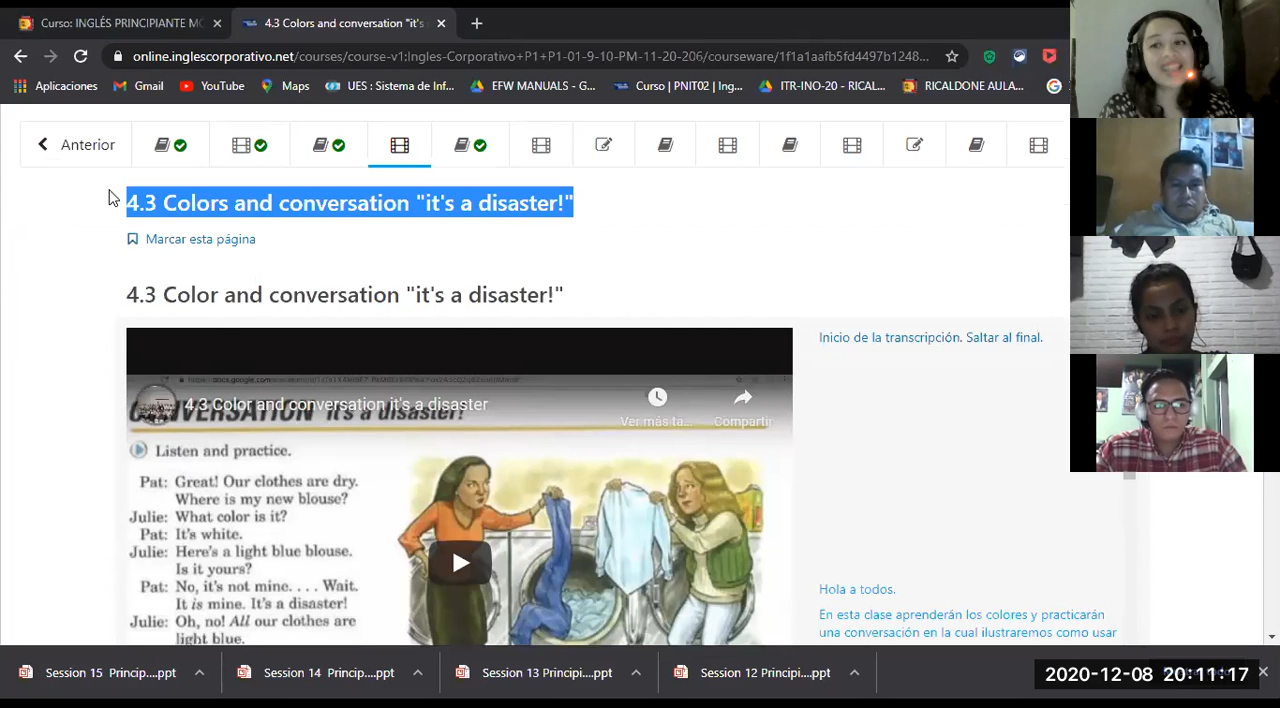 Curso: INGLÉS PRINCIPIANTE MÓ
4.3 Colors and conversation "it's
online.inglescorporativo.net/courses/course-v1:Ingles-Corporativo+P1+P1-01-9-10-PM-11-20-206/courseware/1f1a1aafb5fd4497b1248...
Aplicaciones
Gmail
YouTube
Maps
UES : Sistema de Inf...
EFW MANUALS - G...
Curso | PNIT02 | Ing...
ITR-INO-20 - RICAL...
RICALDONE AULA...
Anterior
4.3 Colors and conversation "it's a disaster!"
Marcar esta página
4.3 Color and conversation "it's a disaster!"
Inicio de la transcripción. Saltar al final.
4.3 Color and conversation it's a disaster
CONVERSATION It's a disaster!
Ver más ta...
Compartir
Listen and practice.
Pat: Great! Our clothes are dry.
Where is my new blouse?
Julie: What color is it?
Pat: It's white.
Julie: Here's a light blue blouse.
Is it yours?
Pat: No, it's not mine. . . . Wait.
It is mine. It's a disaster!
Julie: Oh, no! All our clothes are
light blue.
Hola a todos.
En esta clase aprenderán los colores y practicarán
una conversación en la cual ilustraremos como usar
Session 15 Princip....ppt
Session 14 Princip....ppt
Session 13 Principi....ppt
Session 12 Principi....ppt
2020-12-08 20:11:17